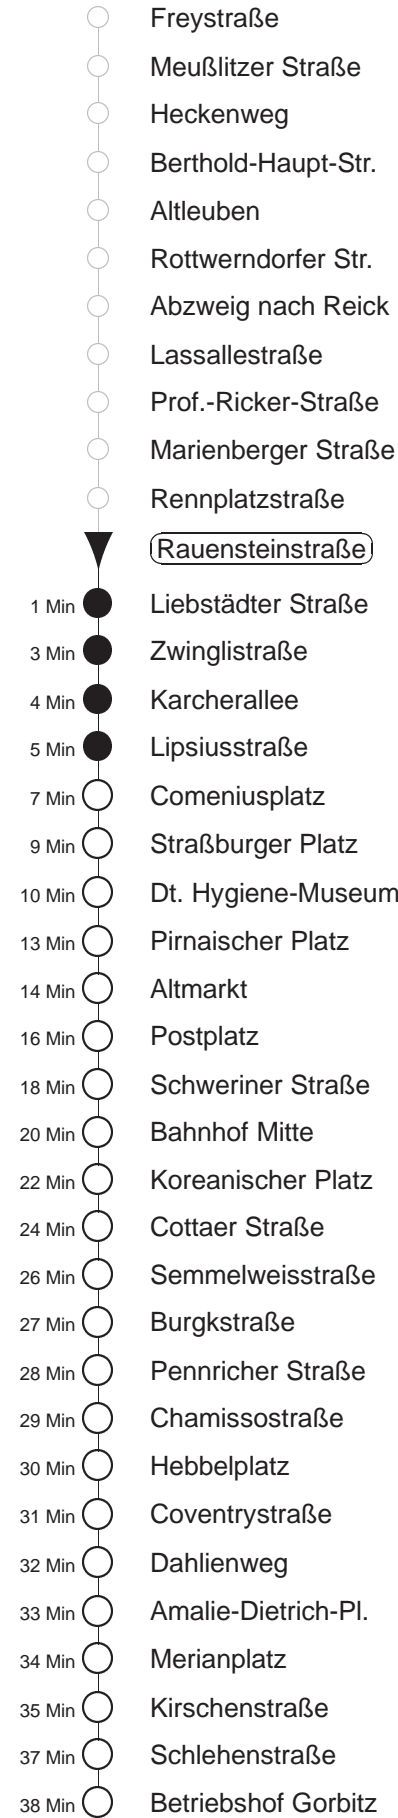 Freystraße
Meußlitzer Straße
Heckenweg
Berthold-Haupt-Str.
Altleuben
Rottwerndorfer Str.
Abzweig nach Reick
Lassallestraße
Prof.-Ricker-Straße
Marienberger Straße
Rennplatzstraße
Rauensteinstraße
1 Min Liebstädter Straße
3 Min Zwinglistraße
4 Min Karcherallee
5 Min Lipsiusstraße
7 Min Comeniusplatz
9 Min Straßburger Platz
10 Min Dt. Hygiene-Museum
13 Min Pirnaischer Platz
14 Min Altmarkt
16 Min Postplatz
18 Min Schweriner Straße
20 Min Bahnhof Mitte
22 Min Koreanischer Platz
24 Min Cottaer Straße
26 Min Semmelweisstraße
27 Min Burgkstraße
28 Min Pennricher Straße
29 Min Chamissostraße
30 Min Hebbelplatz
31 Min Coventrystraße
32 Min Dahlienweg
33 Min Amalie-Dietrich-Pl.
34 Min Merianplatz
35 Min Kirschenstraße
37 Min Schlehenstraße
38 Min Betriebshof Gorbitz